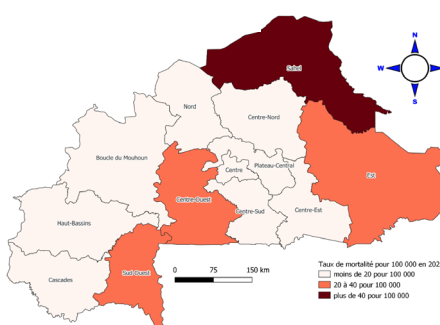 N
W
S
Sahel
Nord
Centre-Nord
Boucle du Mouhoun
Plateau-Central
Centre
Est
Centre-Ouest
Centre-Sud
Centre-Est
Haut-Bassins
Sud-Ouest
Cascades
0 75 150 km
Taux de mortalité pour 100 000 en 202
moins de 20 pour 100 000
20 à 40 pour 100 000
plus de 40 pour 100 000